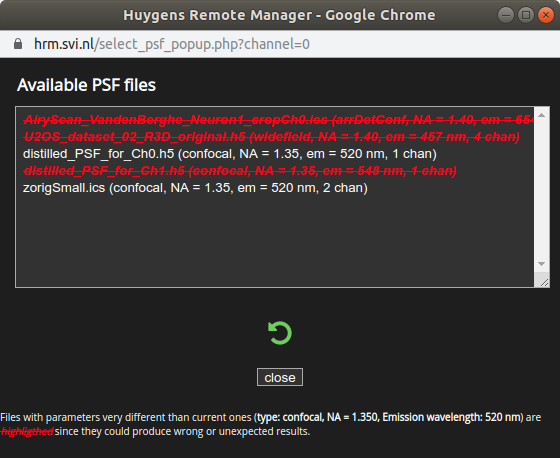 Huygens Remote Manager - Google Chrome
hrm.svi.nl/select_psf_popup.php?channel=0
Available PSF files
AirySean_VandenBerghe_Neuron1_cropCh0.ics (arrDetConf, NA = 1.40, em = 654
U2OS_dataset_02_R3D_original.h5 (widefield, NA = 1.40, em = 457 nm, 4 chan)
distilled_PSF_for_Ch0.h5 (confocal, NA = 1.35, em = 520 nm, 1 chan)
distilled_PSF_for_Ch1.h5 (confocal, NA = 1.35, em = 548 nm, 1 chan)
zorigSmall.ics (confocal, NA = 1.35, em = 520 nm, 2 chan)
close
Files with parameters very different than current ones (type: confocal, NA = 1.350, Emission wavelength: 520 nm) are
highligthed since they could produce wrong or unexpected results.